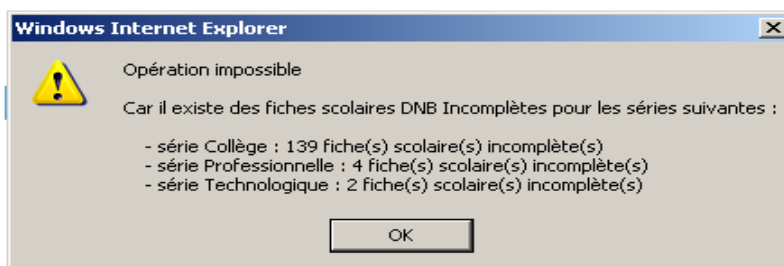 Windows Internet Explorer
Opération impossible
Car il existe des fiches scolaires DNB Incomplètes pour les séries suivantes :
- série Collège : 139 fiche(s) scolaire(s) incomplète(s)
- série Professionnelle : 4 fiche(s) scolaire(s) incomplète(s)
- série Technologique : 2 fiche(s) scolaire(s) incomplète(s)
OK